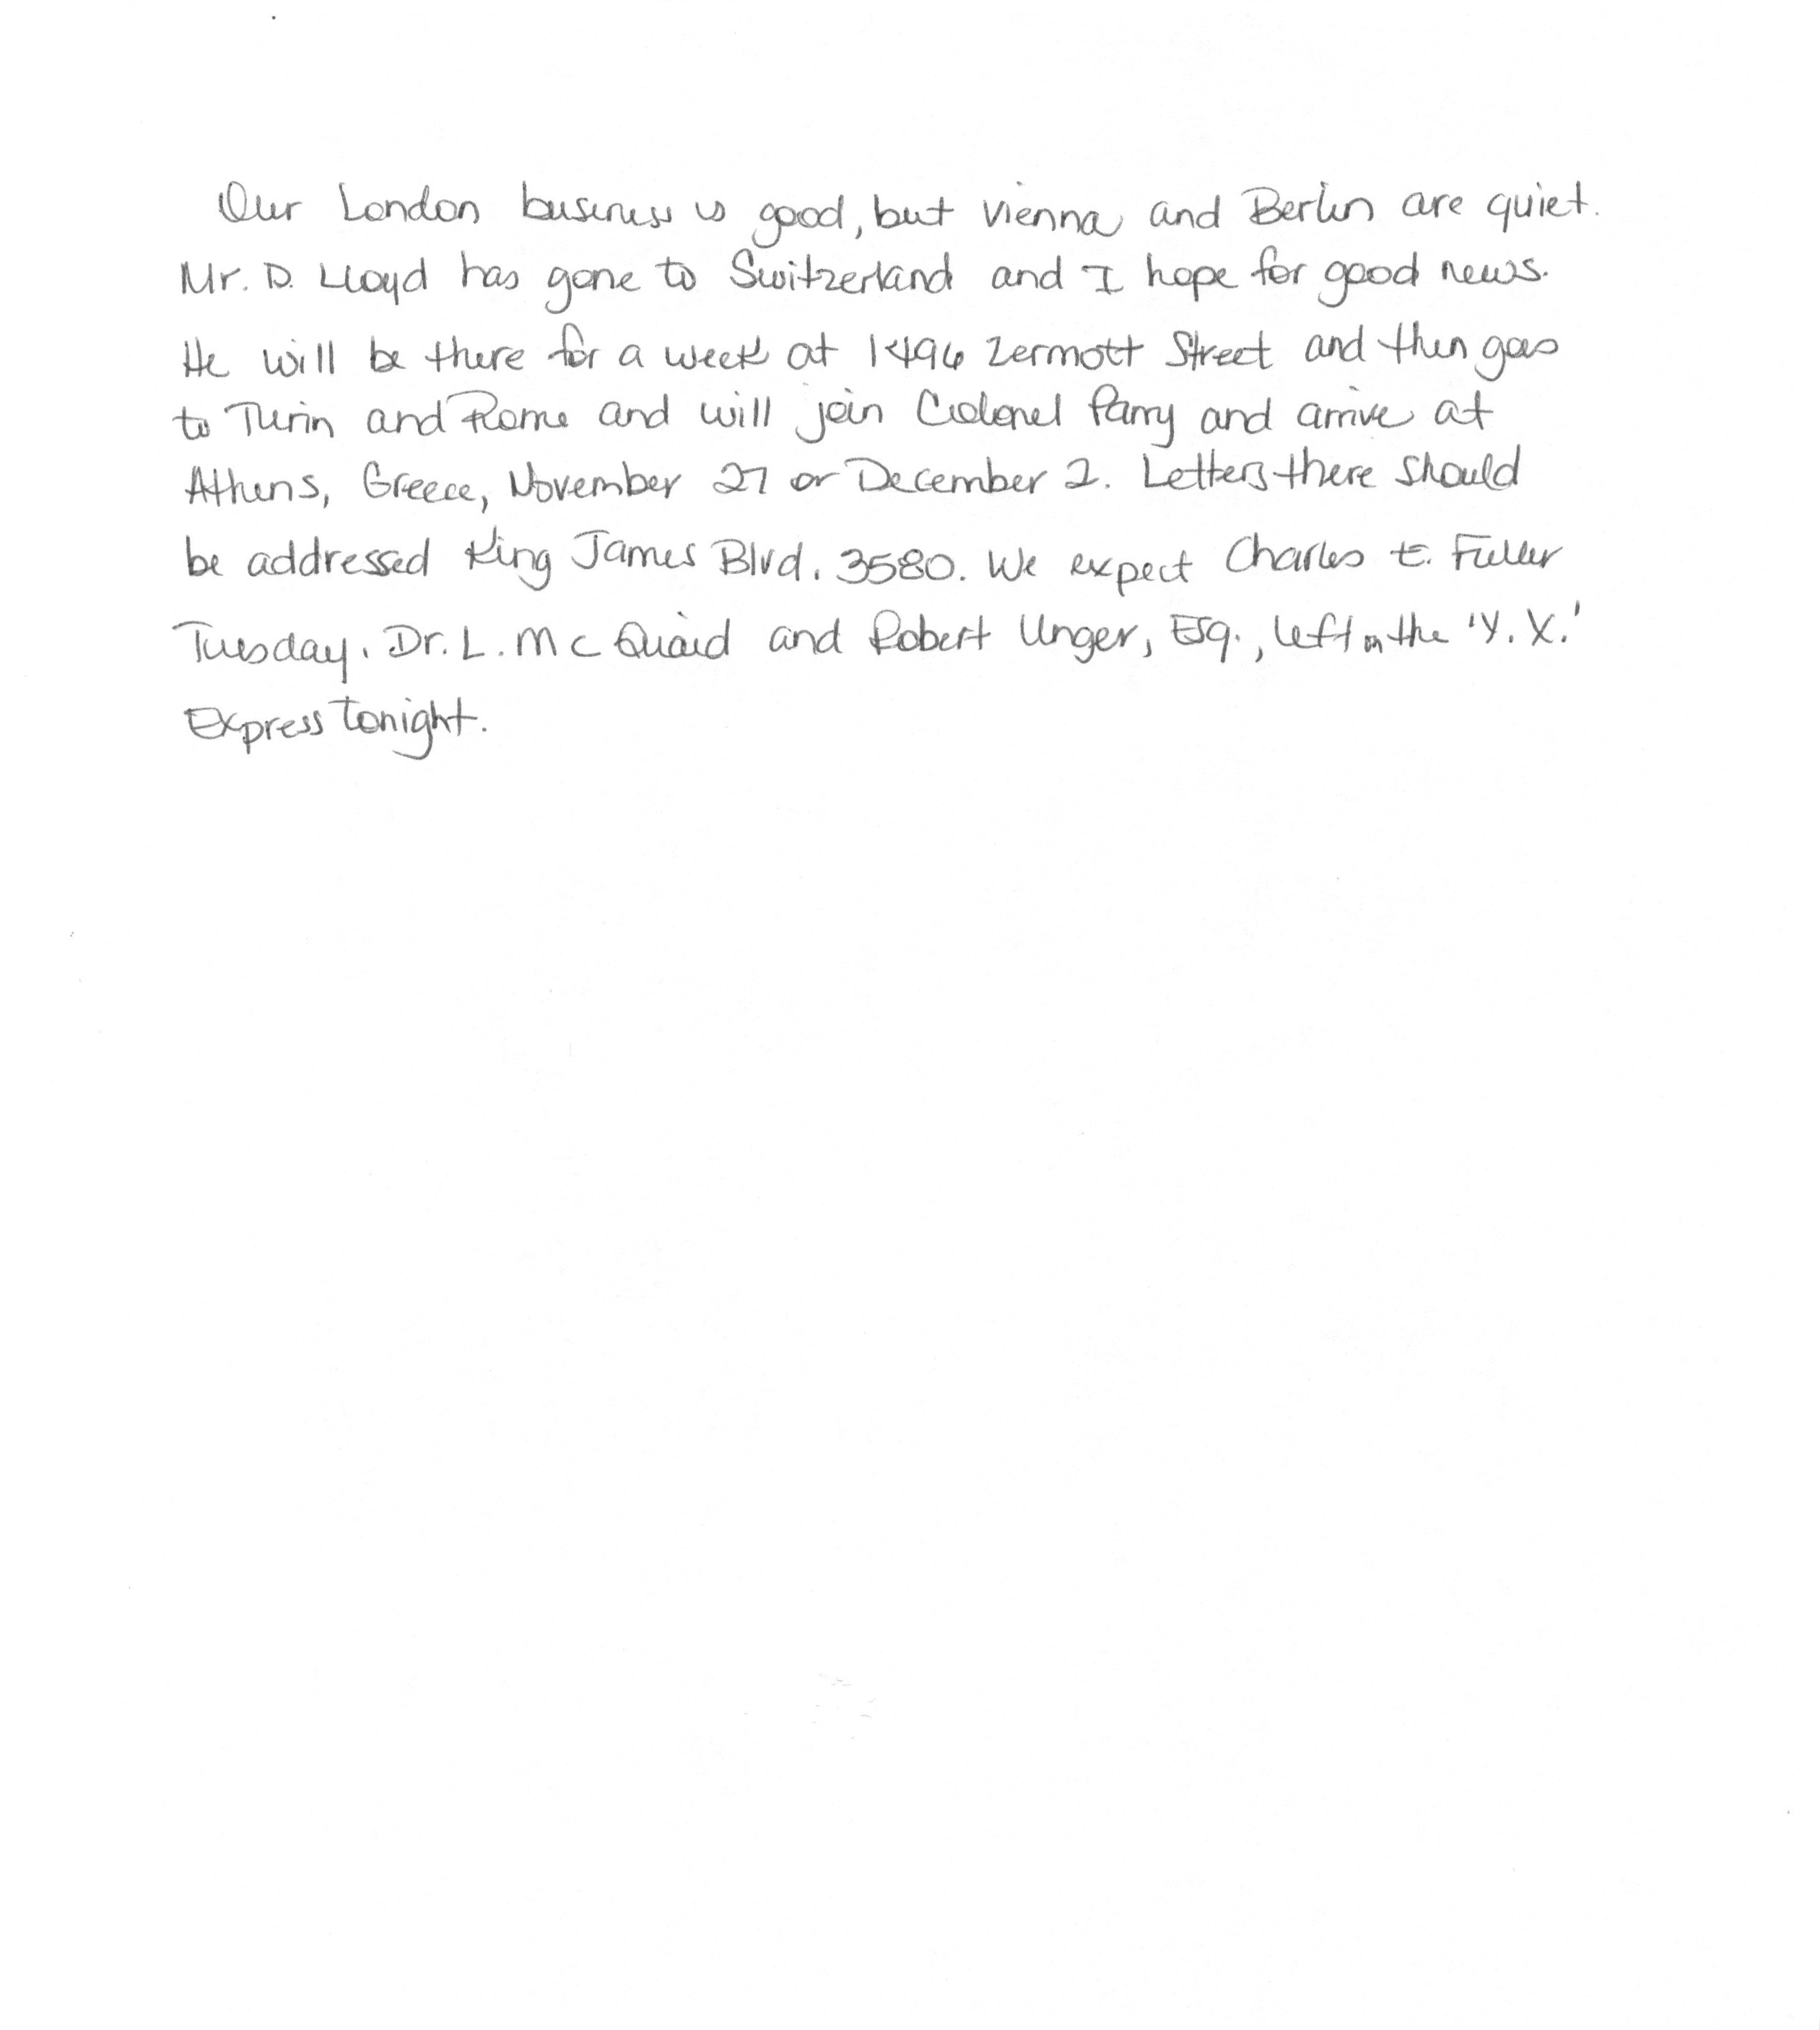 Our London business is good, but Vienna and Berlin are quiet.
Mr. D. Lloyd has gone to Switzerland and I hope for good news.
He will be there for a week at 1496 Zermott Street and then goes
to Turin and Rome and will join Colonel Parry and arrive at
Athens, Greece, November 27 or December 2. Letters there should
be addressed King James Blvd. 3580. We expect Charles E. Fuller
Tuesday. Dr. L. McQuaid and Robert Unger, Esq., left on the 'Y. X.'
Express tonight.